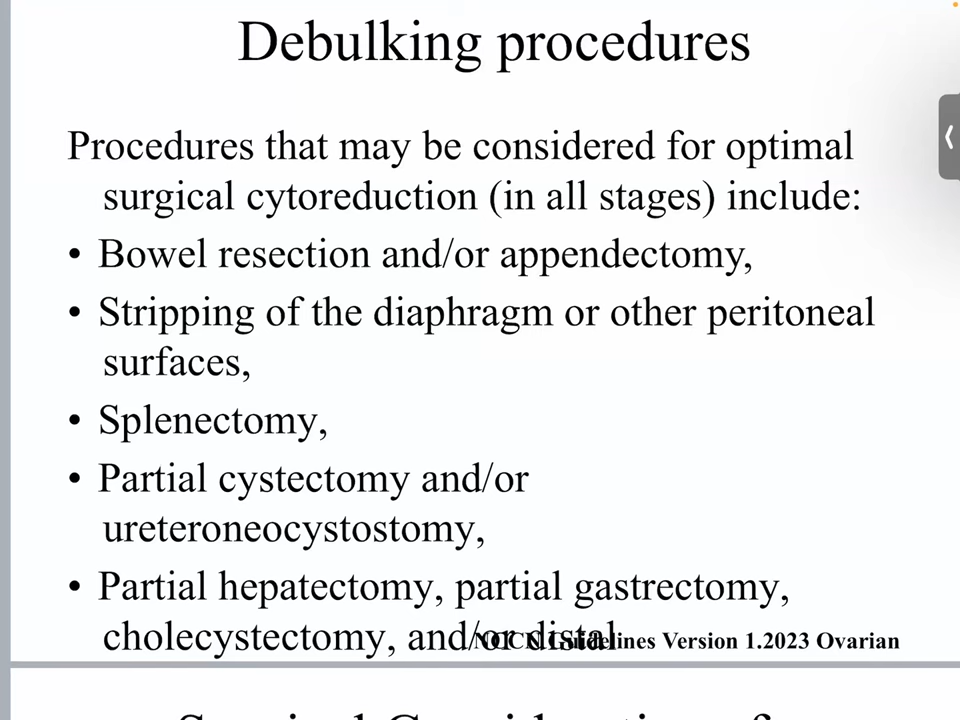 Debulking procedures
Procedures that may be considered for optimal
surgical cytoreduction (in all stages) include:
• Bowel resection and/or appendectomy,
• Stripping of the diaphragm or other peritoneal
surfaces,
• Splenectomy,
• Partial cystectomy and/or
ureteroneocystostomy,
• Partial hepatectomy, partial gastrectomy,
cholecystectomy, and/or distal
NCCN Guidelines Version 1.2023 Ovarian